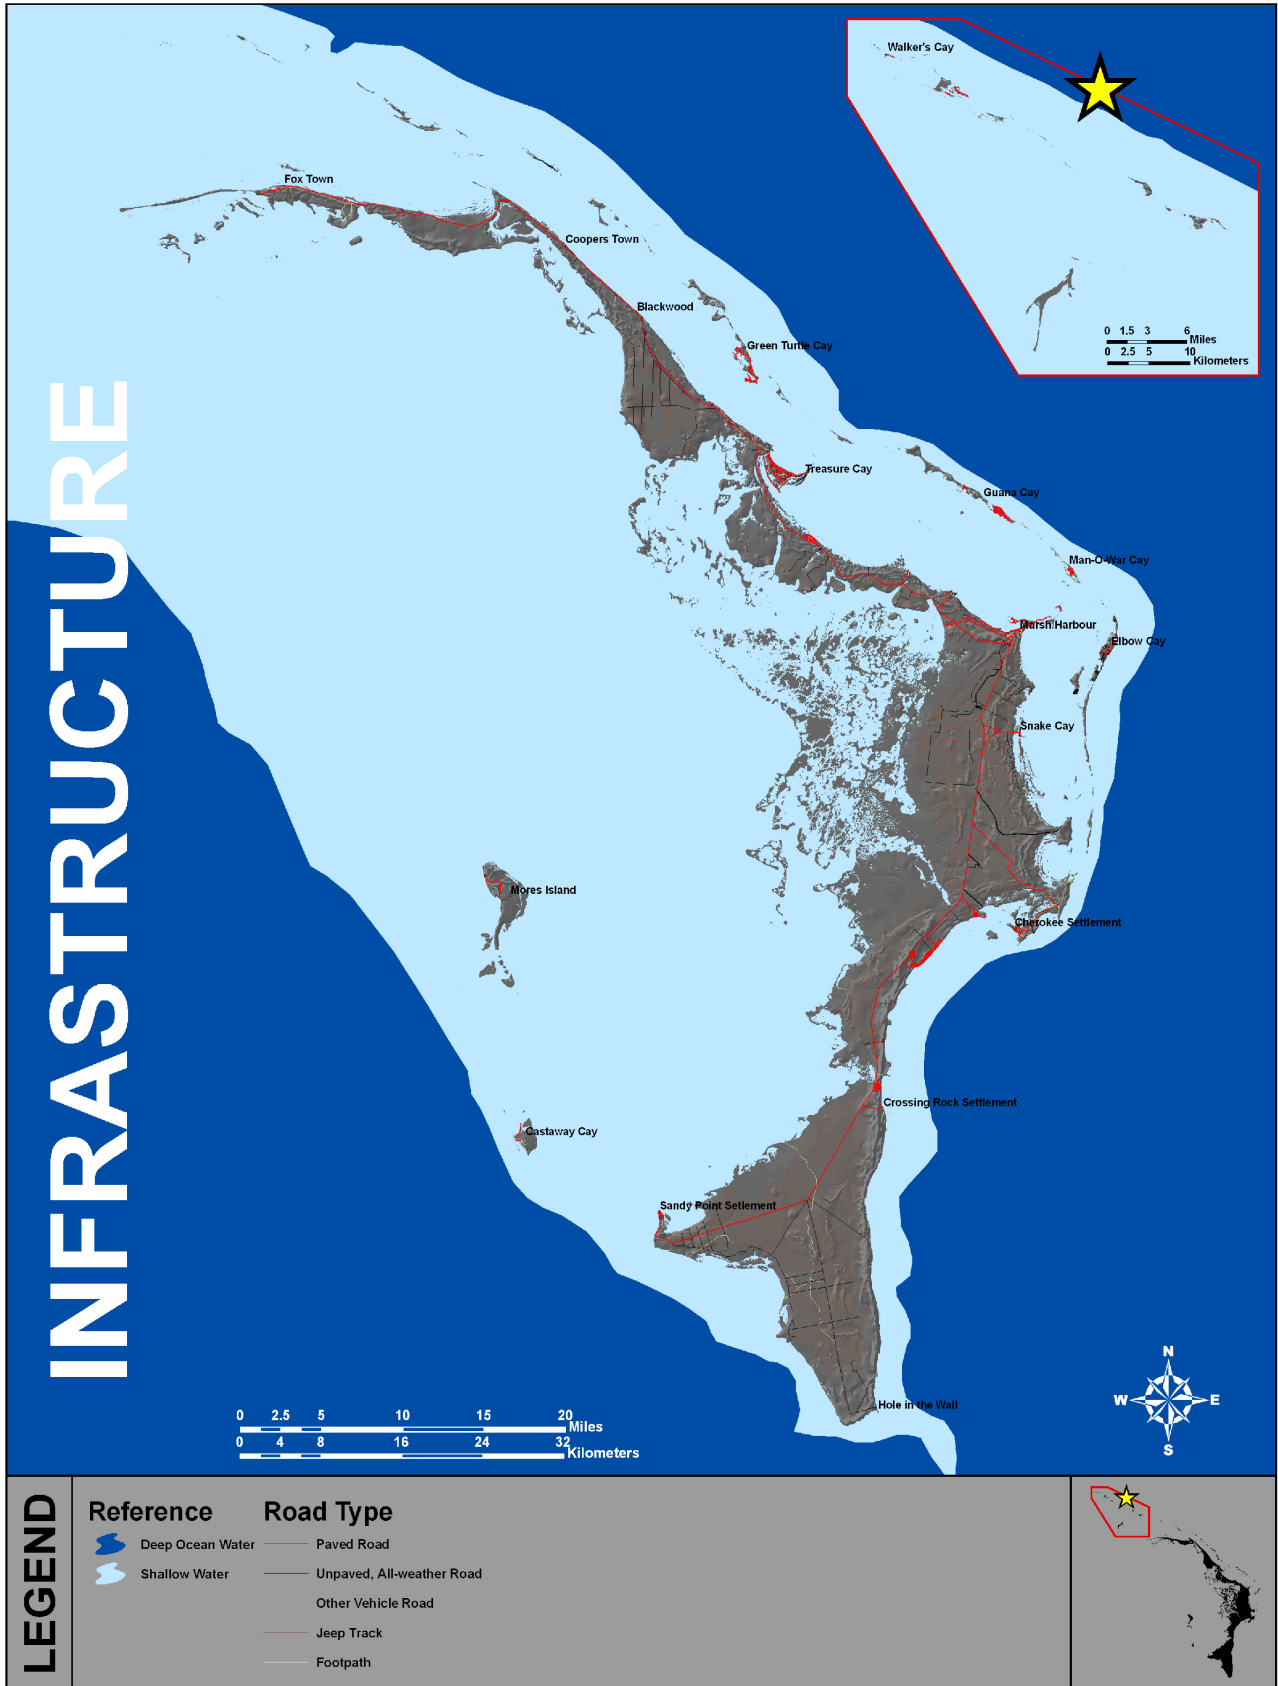 Walker's Cay
Fox Town
Coopers Town
Blackwood
Green Turtle Cay
0 1.5 3 6
Miles
0 2.5 5 10
Kilometers
Treasure Cay
Guana Cay
Man-O-War Cay
Marsh Harbour
Elbow Cay
Snake Cay
Mores Island
Cherokee Settlement
Crossing Rock Settlement
Castaway Cay
Sandy Point Setlement
Hole in the Wall
INFRASTRUCTURE
N
W E
S
0 2.5 5 10 15 20
Miles
0 4 8 16 24 32
Kilometers
LEGEND
Reference
Deep Ocean Water
Shallow Water
Road Type
Paved Road
Unpaved, All-weather Road
Other Vehicle Road
Jeep Track
Footpath